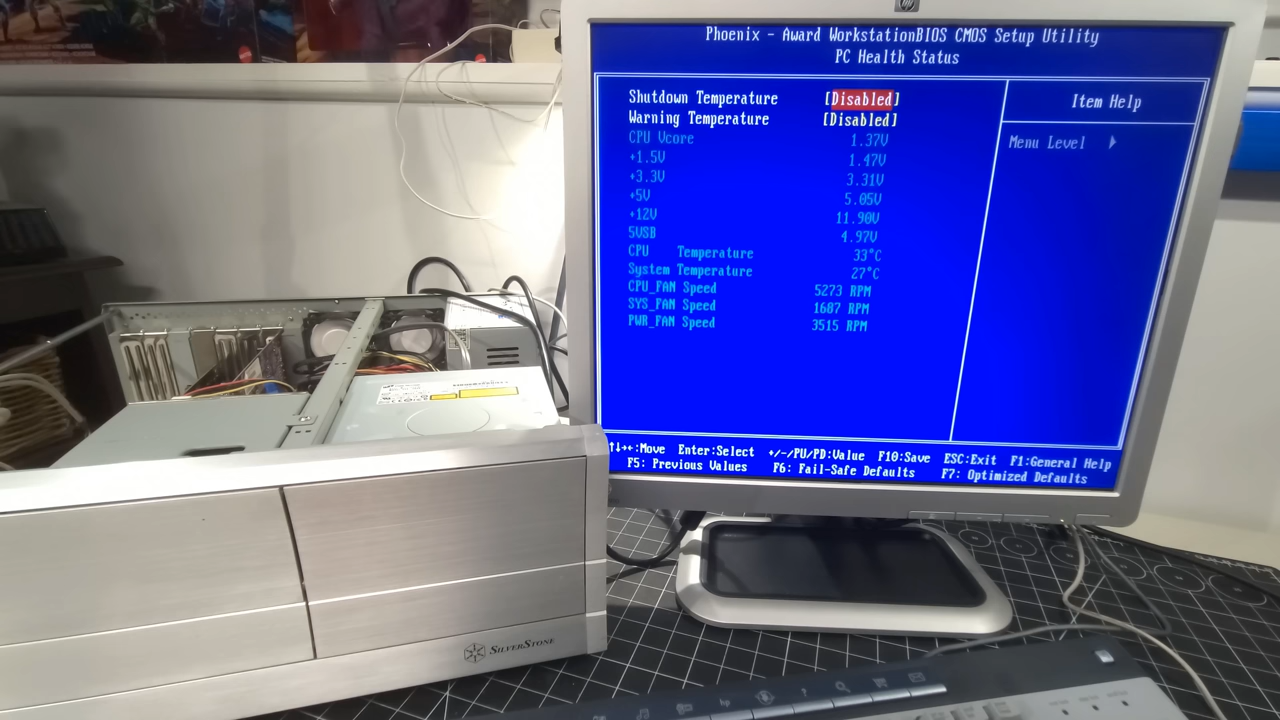 Phoenix - Award WorkstationBIOS CMOS Setup Utility
PC Health Status
Shutdown Temperature [Disabled]
Warning Temperature [Disabled]
CPU Vcore 1.37V
+1.5V 1.47V
+3.3V 3.31V
+5V 5.05V
+12V 11.90V
5VSB 4.97V
CPU Temperature 33°C
System Temperature 27°C
CPU_FAN Speed 5273 RPM
SYS_FAN Speed 1687 RPM
PWR_FAN Speed 3515 RPM
Item Help
Menu Level
↑↓→←:Move Enter:Select +/-/PU/PD:Value F10:Save ESC:Exit F1:General Help
F5: Previous Values F6: Fail-Safe Defaults F7: Optimized Defaults
SILVERSTONE
hp